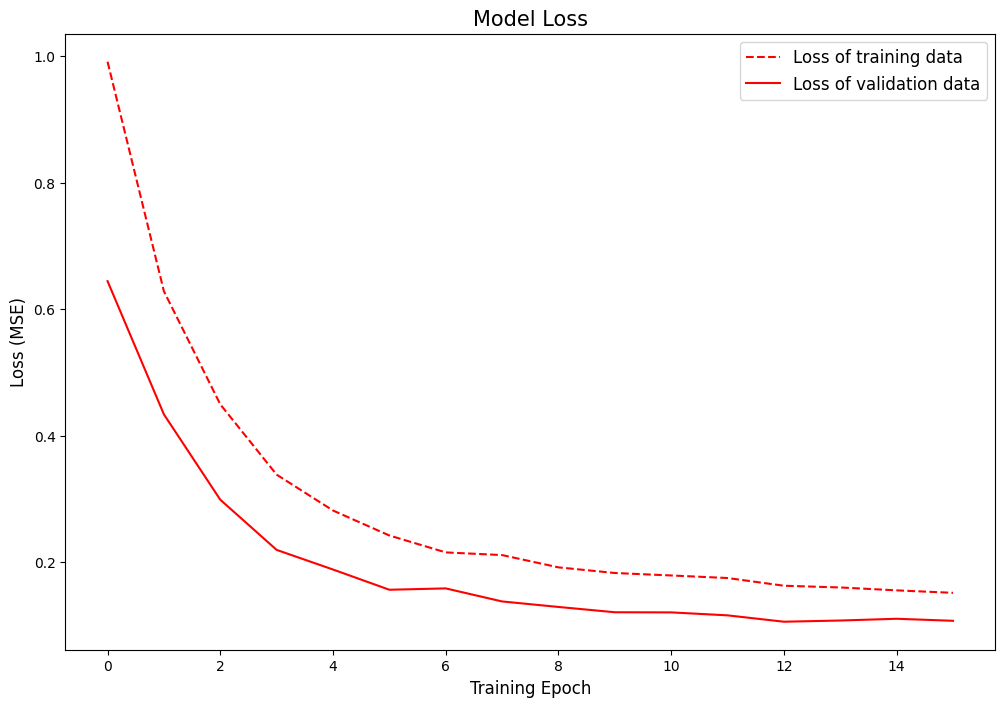 Model Loss
Loss of training data
Loss of validation data
1.0
0.8
0.6
0.4
0.2
Loss (MSE)
0 2 4 6 8 10 12 14
Training Epoch